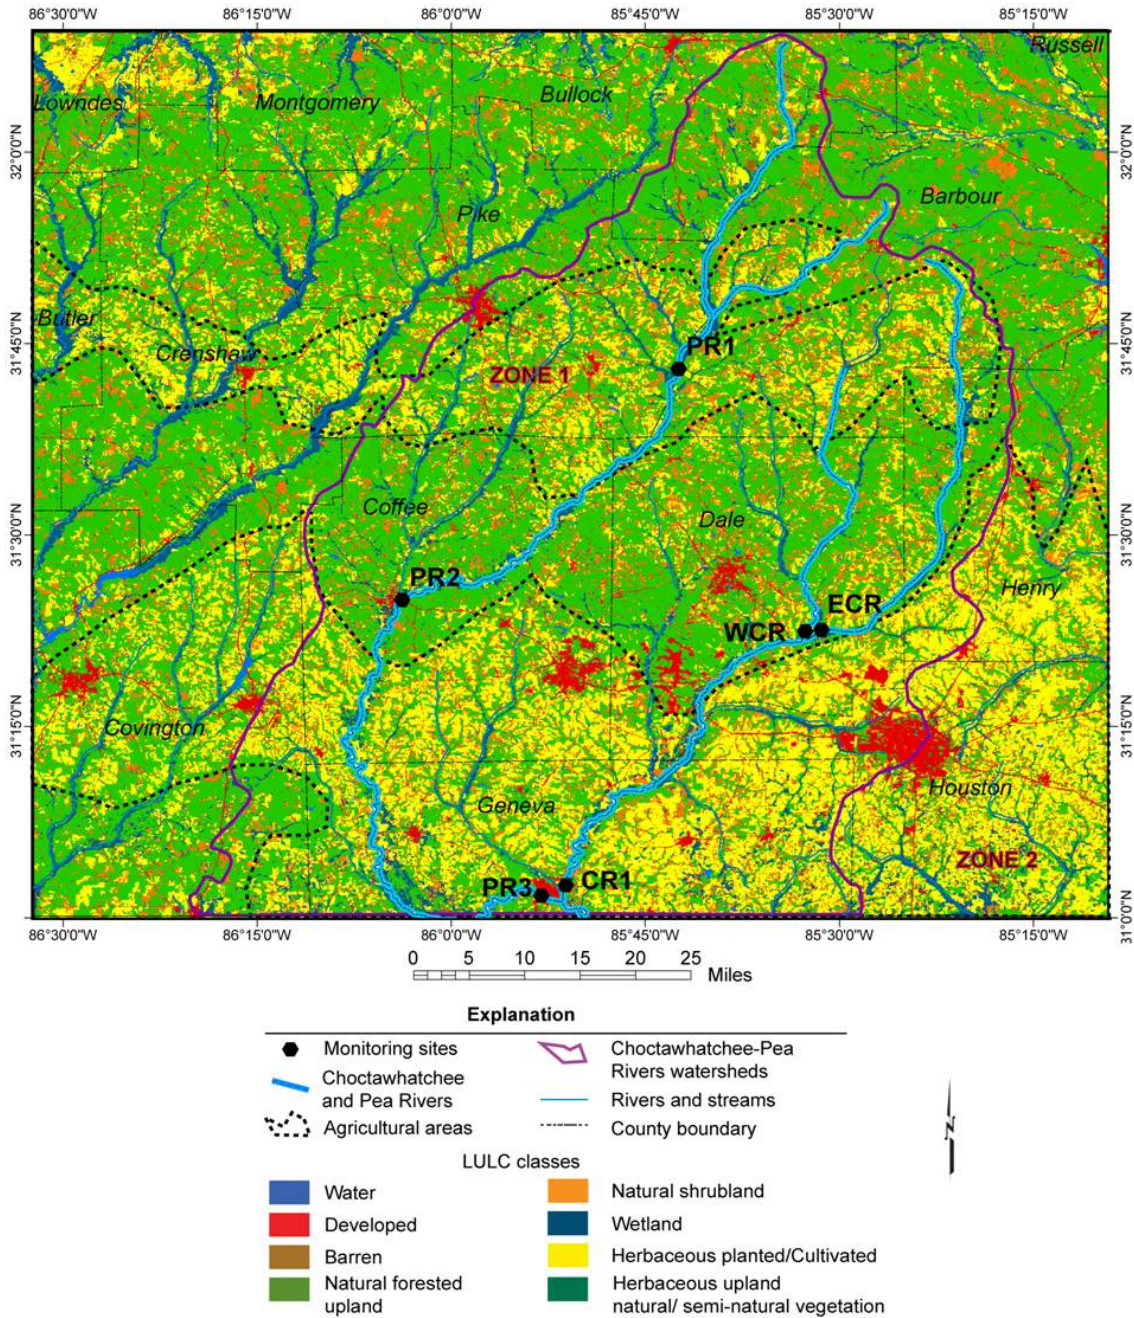 86°30'0"W 86°15'0"W 86°0'0"W 85°45'0"W 85°30'0"W 85°15'0"W
Russell
Lowndes
Montgomery
Bullock
32°0'0"N
32°0'0"N
Barbour
Pike
Butler
31°45'0"N
PR1
31°45'0"N
Crenshaw
ZONE 1
Coffee
Dale
31°30'0"N
31°30'0"N
PR2
Henry
ECR
WCR
Covington
31°15'0"N
31°15'0"N
Houston
Geneva
ZONE 2
PR3
CR1
31°0'0"N
31°0'0"N
86°30'0"W 86°15'0"W 86°0'0"W 85°45'0"W 85°30'0"W 85°15'0"W
0 5 10 15 20 25
Miles
Explanation
Monitoring sites
Choctawhatchee
and Pea Rivers
Agricultural areas
Choctawhatchee-Pea
Rivers watersheds
Rivers and streams
County boundary
LULC classes
Water
Developed
Barren
Natural forested
upland
Natural shrubland
Wetland
Herbaceous planted/Cultivated
Herbaceous upland
natural/ semi-natural vegetation
N